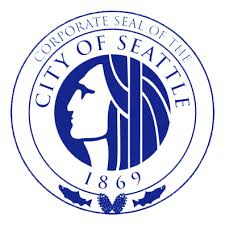 CORPORATE SEAL OF THE
CITY OF SEATTLE
1869